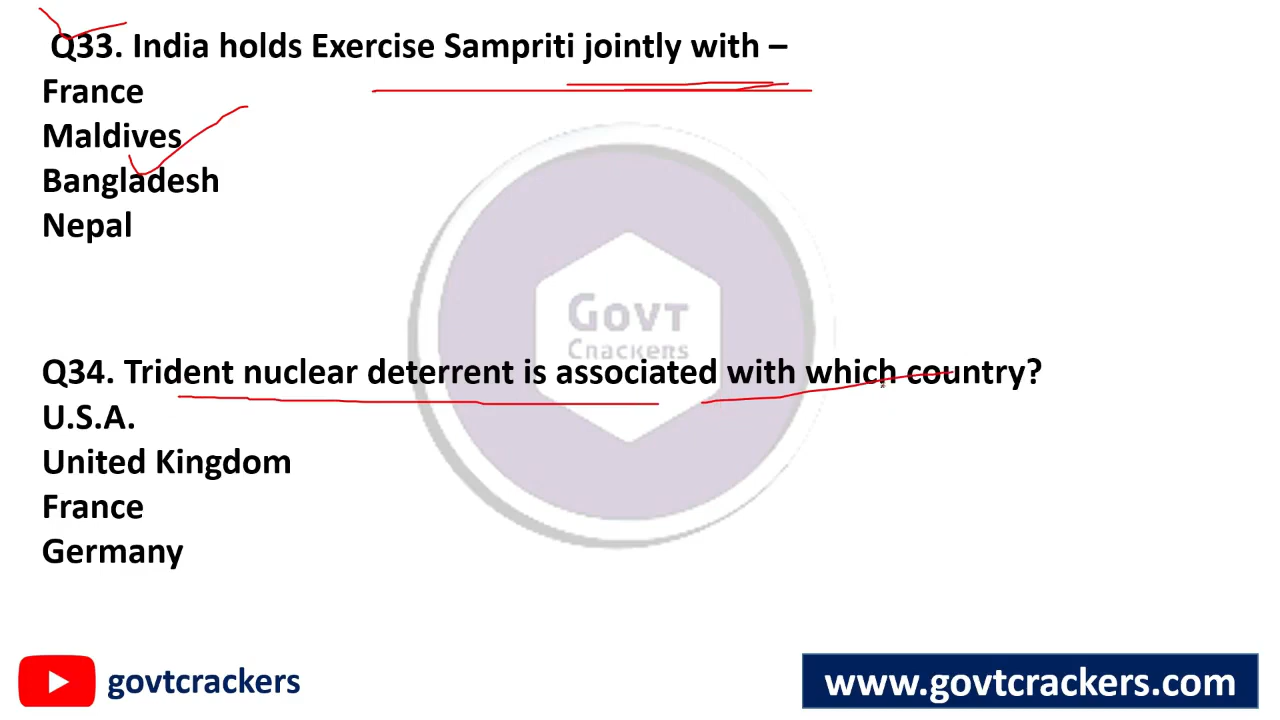 Q33. India holds Exercise Sampriti jointly with –
France
Maldives
Bangladesh
Nepal
GOVT
CRACKERS
Q34. Trident nuclear deterrent is associated with which country?
U.S.A.
United Kingdom
France
Germany
govtcrackers
www.govtcrackers.com